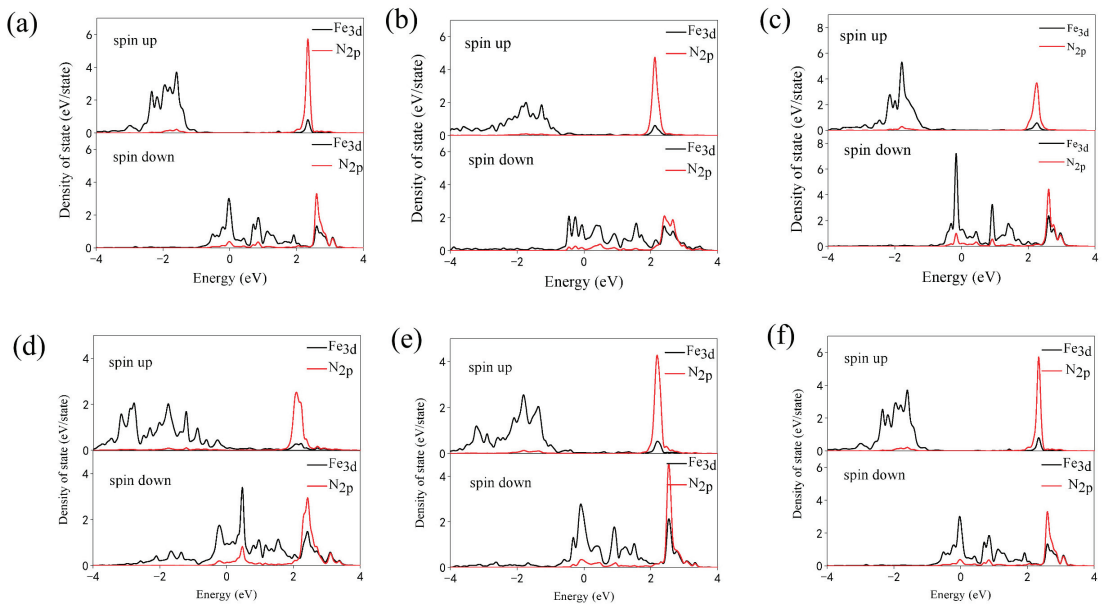 (a)
Density of state (eV/state)
6
4
2
0
spin up
Fe3d
N2p
6
4
2
0
spin down
Fe3d
N2p
−4 −2 0 2 4
Energy (eV)
(b)
Density of state (eV/state)
6
4
2
0
spin up
Fe3d
N2p
6
4
2
0
spin down
Fe3d
N2p
−4 −2 0 2 4
Energy (eV)
(c)
Density of state (eV/state)
8
6
4
2
0
spin up
Fe3d
N2p
8
6
4
2
0
spin down
Fe3d
N2p
−4 −2 0 2 4
Energy (eV)
(d)
Density of state (eV/state)
4
2
0
spin up
Fe3d
N2p
4
2
0
spin down
Fe3d
N2p
−4 −2 0 2 4
Energy (eV)
(e)
Density of state (eV/state)
4
2
0
spin up
Fe3d
N2p
4
2
0
spin down
Fe3d
N2p
−4 −2 0 2 4
Energy (eV)
(f)
Density of state (eV/state)
6
4
2
0
spin up
Fe3d
N2p
6
4
2
0
spin down
Fe3d
N2p
−4 −2 0 2 4
Energy (eV)